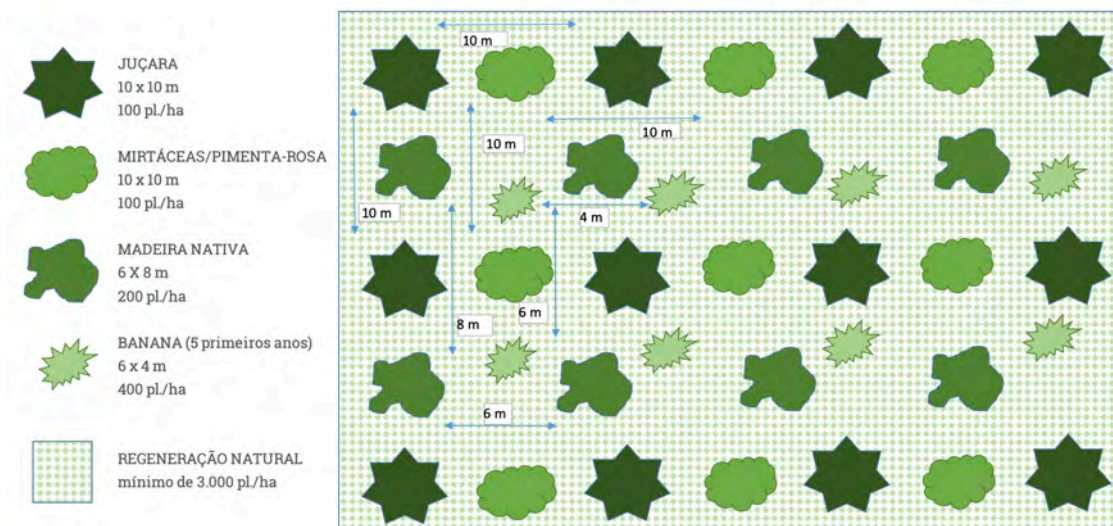 JUÇARA
10 x 10 m
100 pl./ha
MIRTÁCEAS/PIMENTA-ROSA
10 x 10 m
100 pl./ha
MADEIRA NATIVA
6 X 8 m
200 pl./ha
BANANA (5 primeiros anos)
6 x 4 m
400 pl./ha
REGENERAÇÃO NATURAL
mínimo de 3.000 pl./ha
10 m
10 m
10 m
10 m
4 m
6 m
8 m
6 m